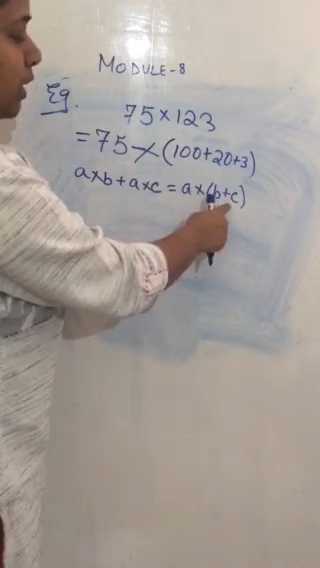 MODULE-8
Eg.
75×123
=75×(100+20+3)
a×b+a×c=a×(b+c)